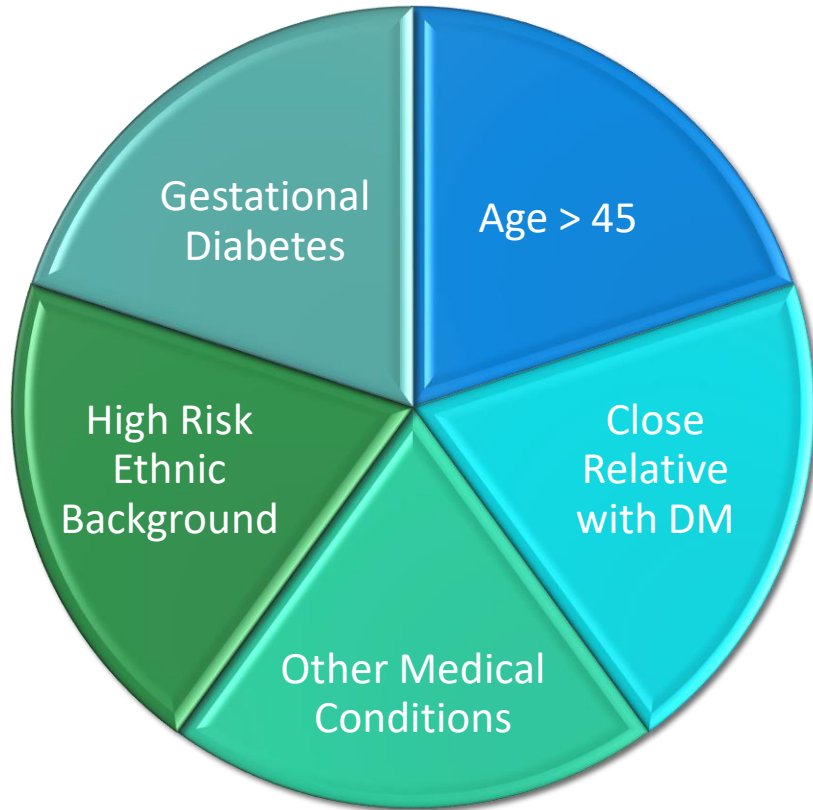 Gestational
Diabetes
Age > 45
High Risk
Ethnic
Background
Close
Relative
with DM
Other Medical
Conditions